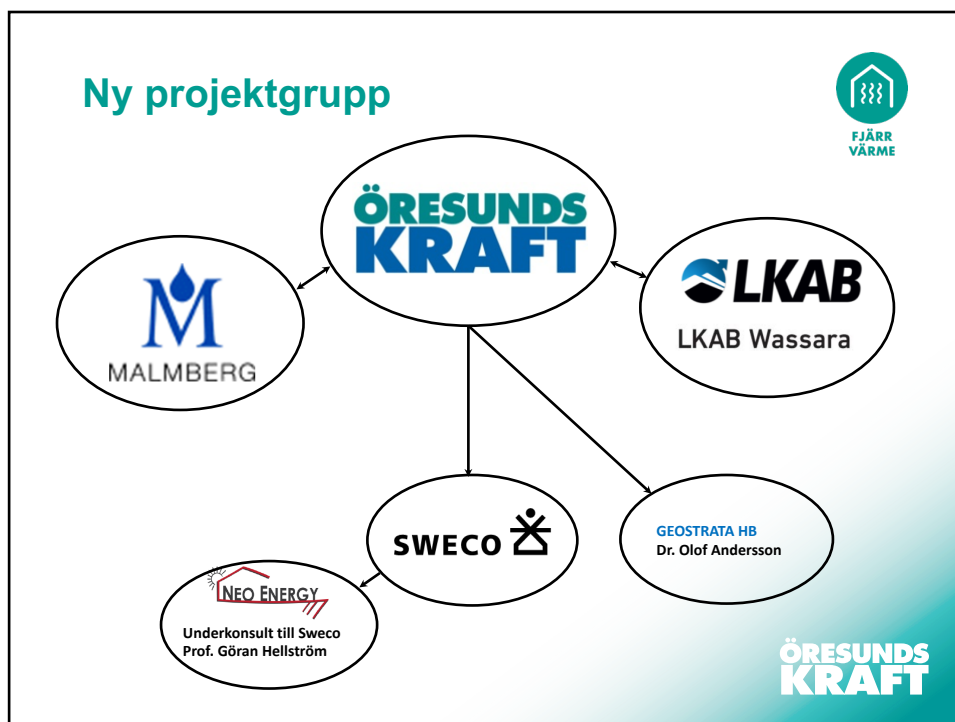 Ny projektgrupp
FJÄRR
VÄRME
ÖRESUNDS
KRAFT
M
MALMBERG
LKAB
LKAB Wassara
SWECO
GEOSTRATA HB
Dr. Olof Andersson
NEO ENERGY
Underkonsult till Sweco
Prof. Göran Hellström
ÖRESUNDS
KRAFT